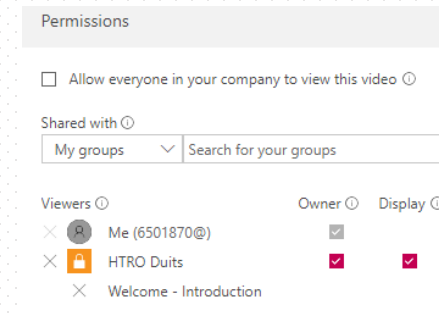 Permissions
Allow everyone in your company to view this video
Shared with
My groups Search for your groups
Viewers Owner Display
Me (6501870@)
HTRO Duits
Welcome - Introduction